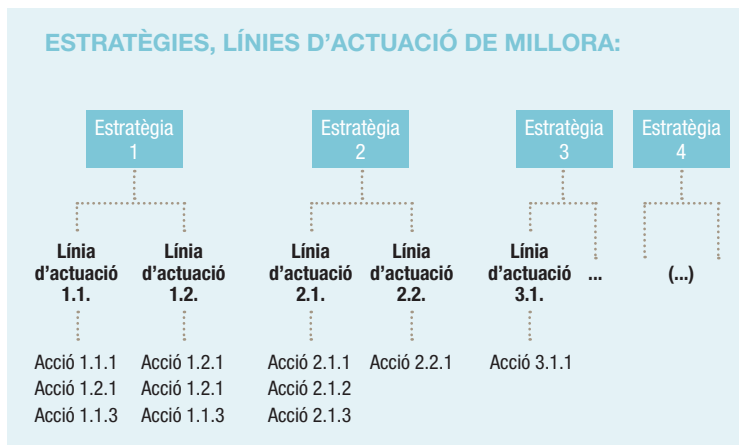 ESTRATÈGIES, LÍNIES D'ACTUACIÓ DE MILLORA:
Estratègia
1
Estratègia
2
Estratègia
3
Estratègia
4
Línia
d'actuació
1.1.
Línia
d'actuació
1.2.
Línia
d'actuació
2.1.
Línia
d'actuació
2.2.
Línia
d'actuació
3.1.
...
(...)
Acció 1.1.1
Acció 1.2.1
Acció 1.1.3
Acció 1.2.1
Acció 1.2.1
Acció 1.1.3
Acció 2.1.1
Acció 2.1.2
Acció 2.1.3
Acció 2.2.1
Acció 3.1.1